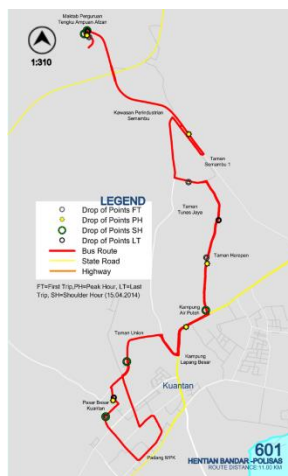 Maktab Perguruan
Tengku Ampuan Afzan
1:310
Kawasan Perindustrian
Semambu
Taman
Semambu 1
Taman
Tunas Jaya
LEGEND
Drop of Points FT
Drop of Points PH
Drop of Points SH
Drop of Points LT
Bus Route
State Road
Highway
FT=First Trip,PH=Peak Hour, LT=Last
Trip, SH=Shoulder Hour (15.04.2014)
Taman Harapan
Kampung
Air Putih
Taman Union
Kampung
Lapang Besar
Kuantan
Pasar Besar
Kuantan
Padang MPK
601
HENTIAN BANDAR -POLISAS
ROUTE DISTANCE:11.00 KM